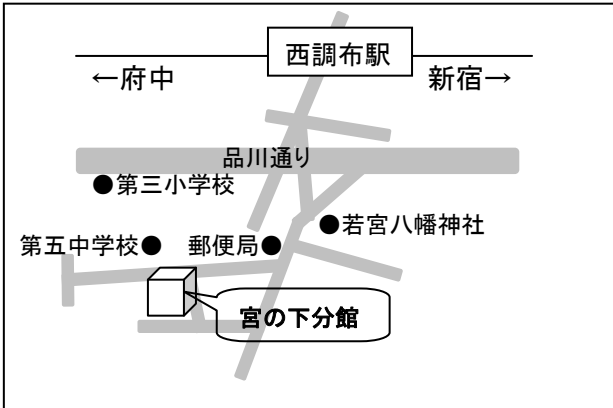 西調布駅
←府中
新宿→
品川通り
●第三小学校
●若宮八幡神社
第五中学校●
郵便局●
宮の下分館